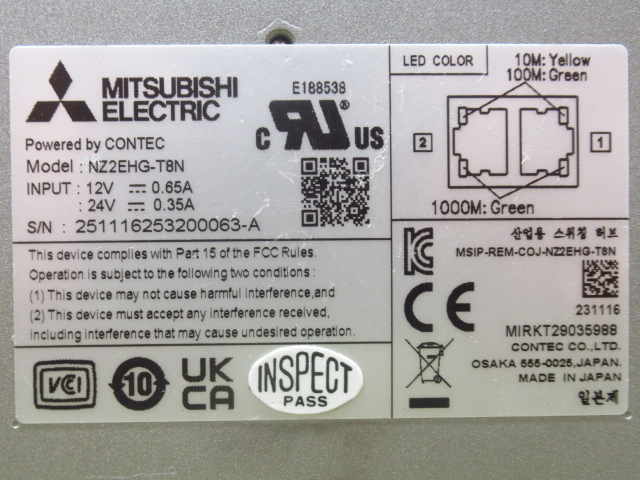 MITSUBISHI
ELECTRIC
Powered by CONTEC
Model : NZ2EHG-T8N
INPUT : 12V ⎓ 0.65A
: 24V ⎓ 0.35A
S/N : 251116253200063-A
E188538
c RU ® US
LED COLOR
10M: Yellow
100M: Green
2
1
1000M: Green
This device complies with Part 15 of the FCC Rules.
Operation is subject to the following two conditions :
(1) This device may not cause harmful interference,and
(2) This device must accept any interference received,
including interference that may cause undesired operation.
산업용 스위칭 허브
MSIP-REM-COJ-NZ2EHG-T8N
231116
CE
MIRKT29035988
CONTEC CO.,LTD.
OSAKA 555-0025,JAPAN.
MADE IN JAPAN
일본제
VCCI
10
UK
CA
INSPECT
PASS